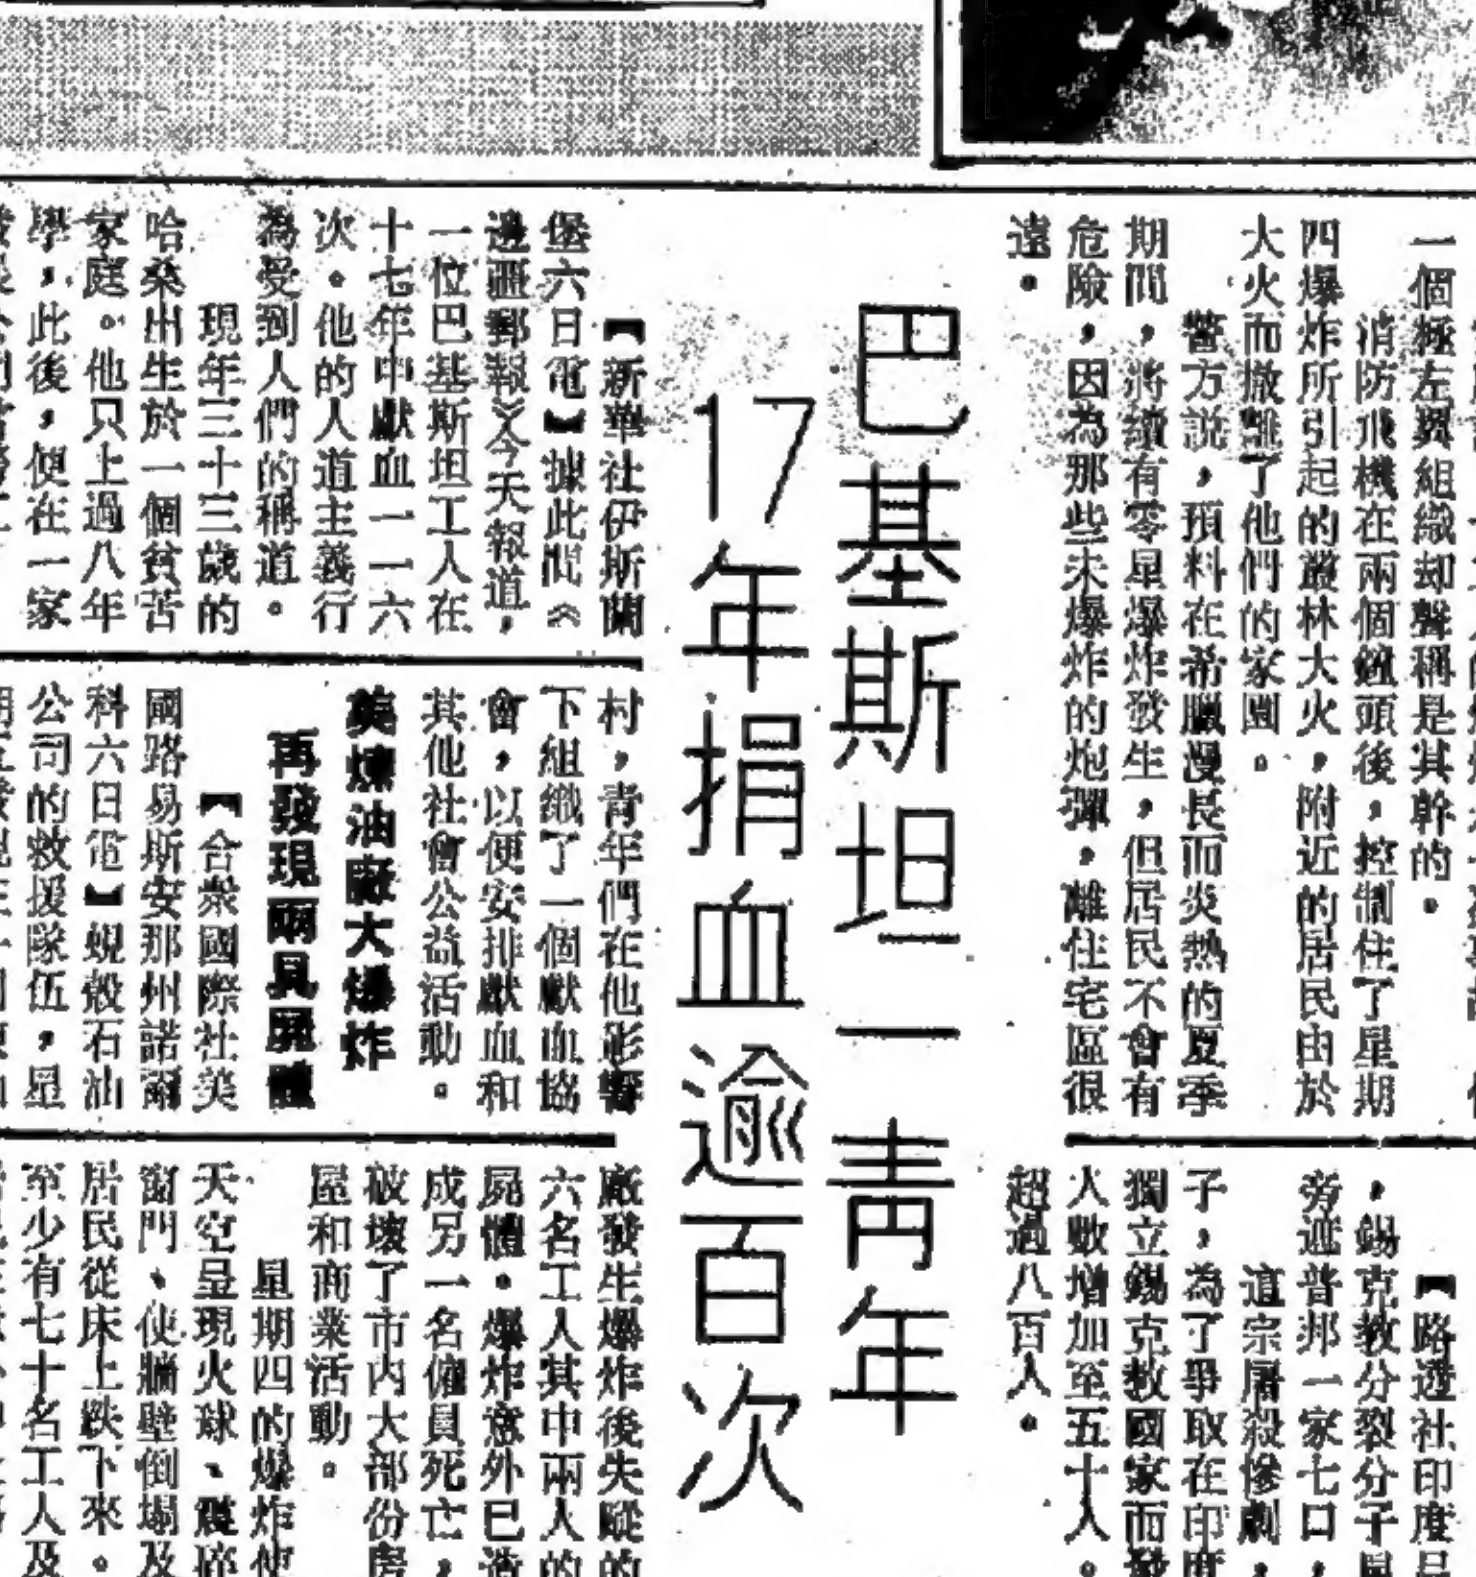 一個極左翼組織却聲稱是其幹的。
消防飛機在兩個鐘頭後，控制住了星期
四爆炸所引起的叢林大火，附近的居民由於
大火而撤離了他們的家園。
警方說，預料在希臘漫長而炎熱的夏季
期間，將續有零星爆炸發生，但居民不會有
危險，因為那些未爆炸的炮彈，離住宅區很
遠。
【路透社印度
，錫克教分裂分子
旁遮普邦一家七口，
這宗屠殺慘劇，
子，為了爭取在印度
獨立錫克教國家而發
人數增加至五十人。
超過八百人。
巴基斯坦一青年
17年捐血逾百次
【新華社伊斯蘭
堡六日電】據此間《
邊疆郵報》今天報道，
一位巴基斯坦工人在
十七年中獻血一一六
次。他的人道主義行
為受到人們的稱道。
現年三十三歲的
哈桑出生於一個貧苦
家庭。他只上過八年
學，此後，便在一家
村，青年們在他影響
下組織了一個獻血協
會，以便安排獻血和
其他社會公益活動。
美煉油廠大爆炸
再發現兩具屍體
【合衆國際社美
國路易斯安那州諾爾
科六日電】蜆殼石油
公司的救援隊伍，星
廠發生爆炸後失蹤的
六名工人其中兩人的
屍體。爆炸意外已造
成另一名僱員死亡，
破壞了市內大部份房
屋和商業活動。
星期四的爆炸使
天空呈現火球、震碎
窗門、使牆壁倒塌及
居民從床上跌下來。
至少有七十名工人及